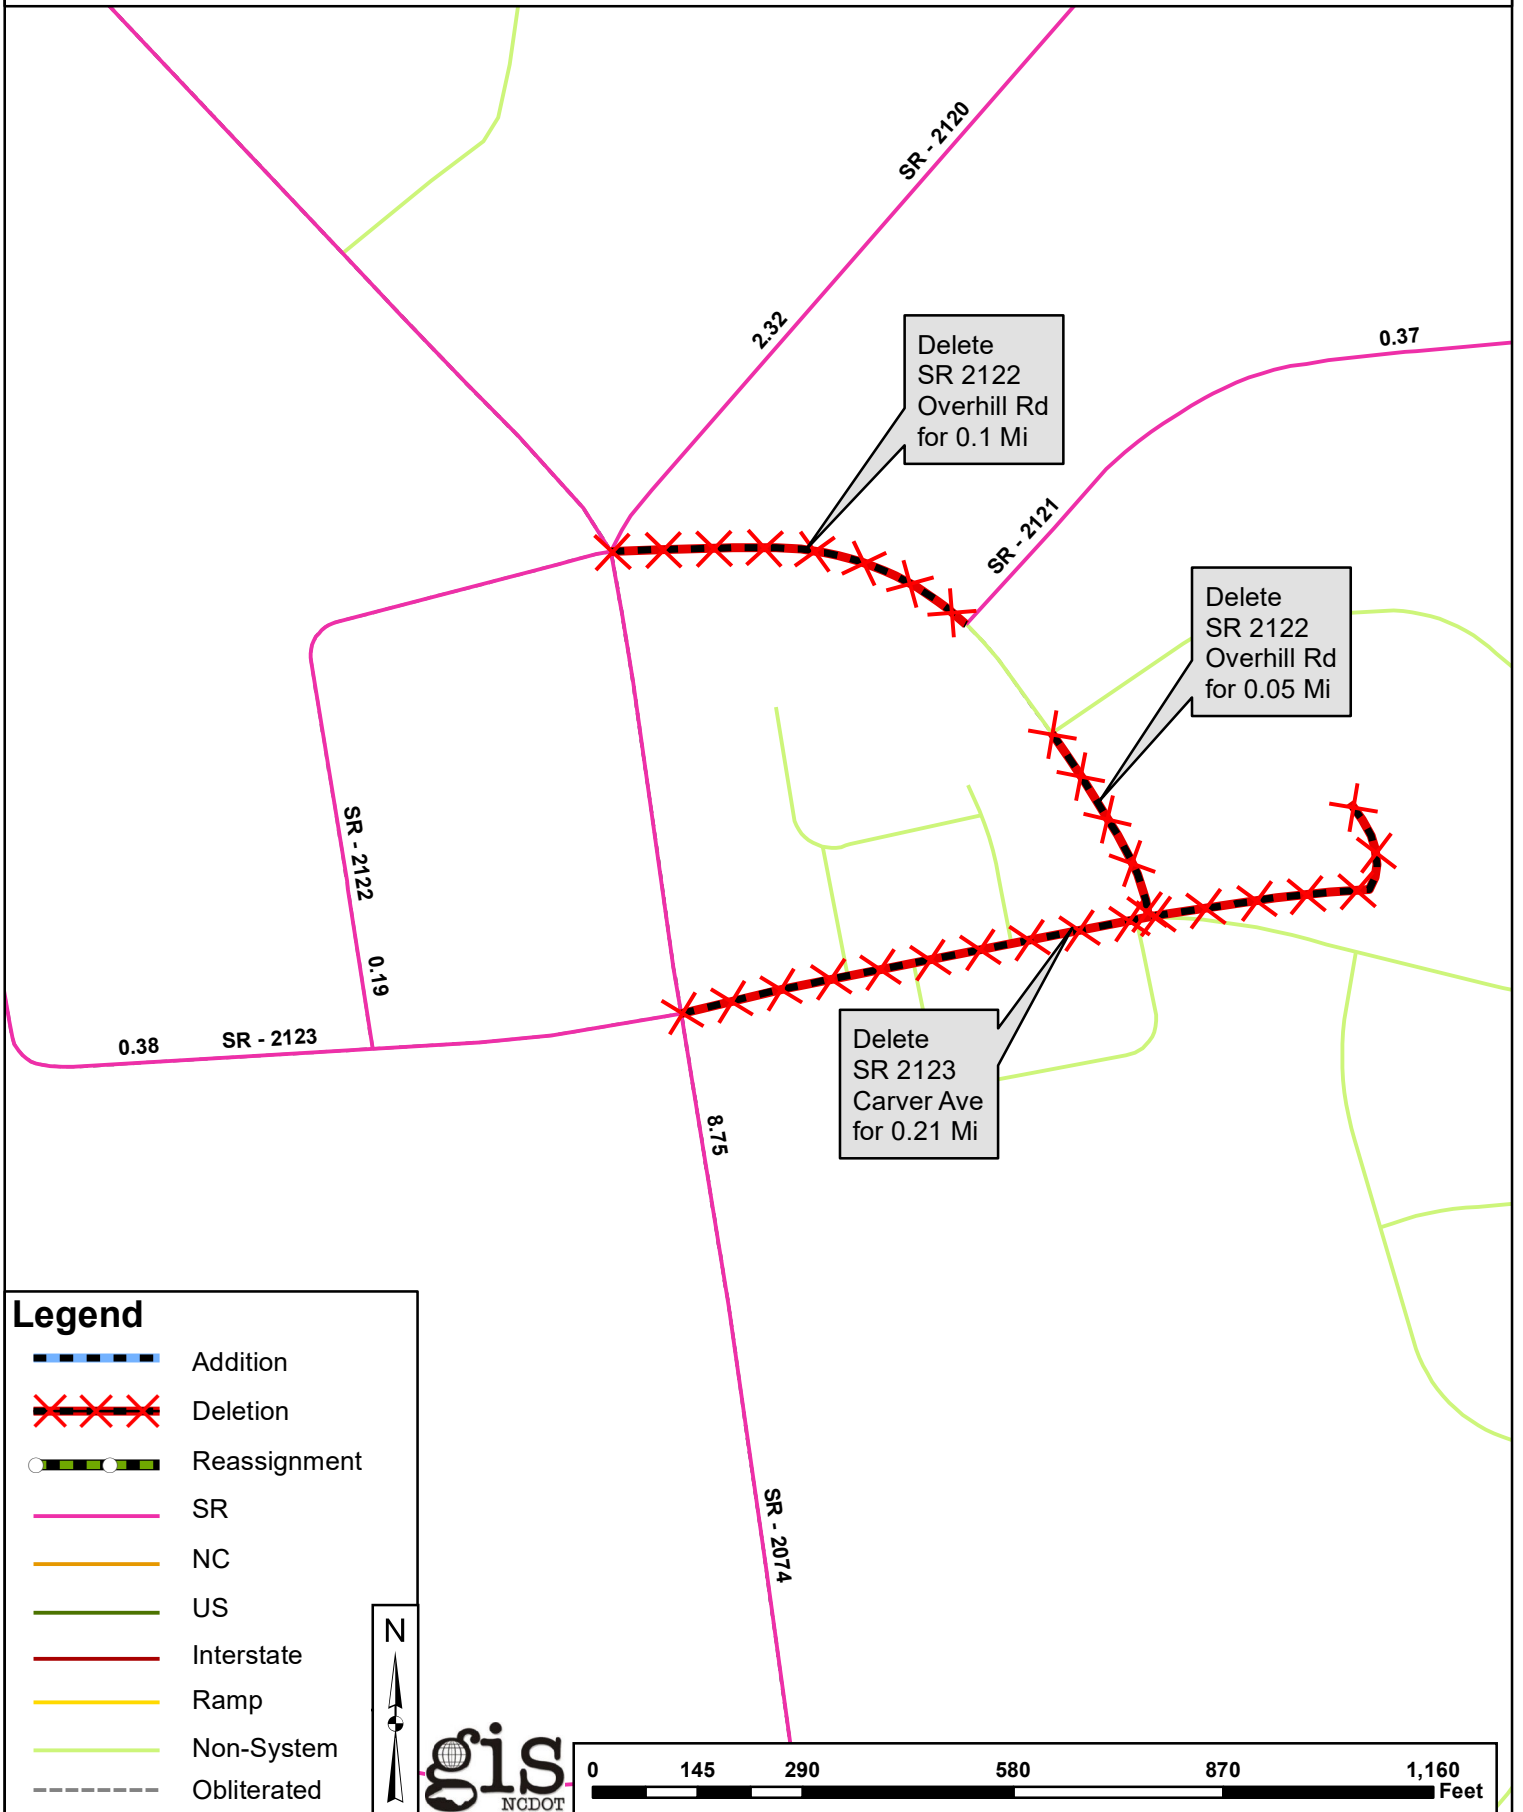 SR - 2120
2.32
Delete
SR 2122
Overhill Rd
for 0.1 Mi
0.37
SR - 2121
Delete
SR 2122
Overhill Rd
for 0.05 Mi
SR - 2122
0.19
0.38
SR - 2123
Delete
SR 2123
Carver Ave
for 0.21 Mi
8.75
SR - 2074
Legend
Addition
Deletion
Reassignment
SR
NC
US
Interstate
Ramp
Non-System
Obliterated
N
gis
NCDOT
0 145 290 580 870 1,160
Feet